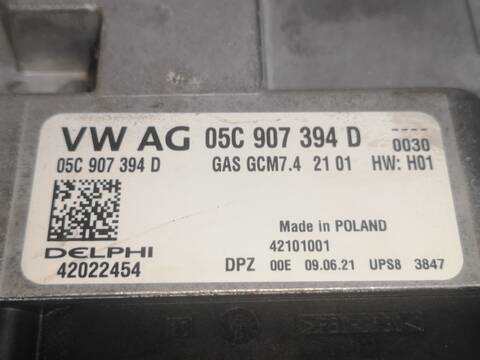 VW AG 05C 907 394 D 0030
05C 907 394 D GAS GCM7.4 21 01 HW: H01
Made in POLAND
DELPHI 42101001
42022454 DPZ 00E 09.06.21 UPS8 3847